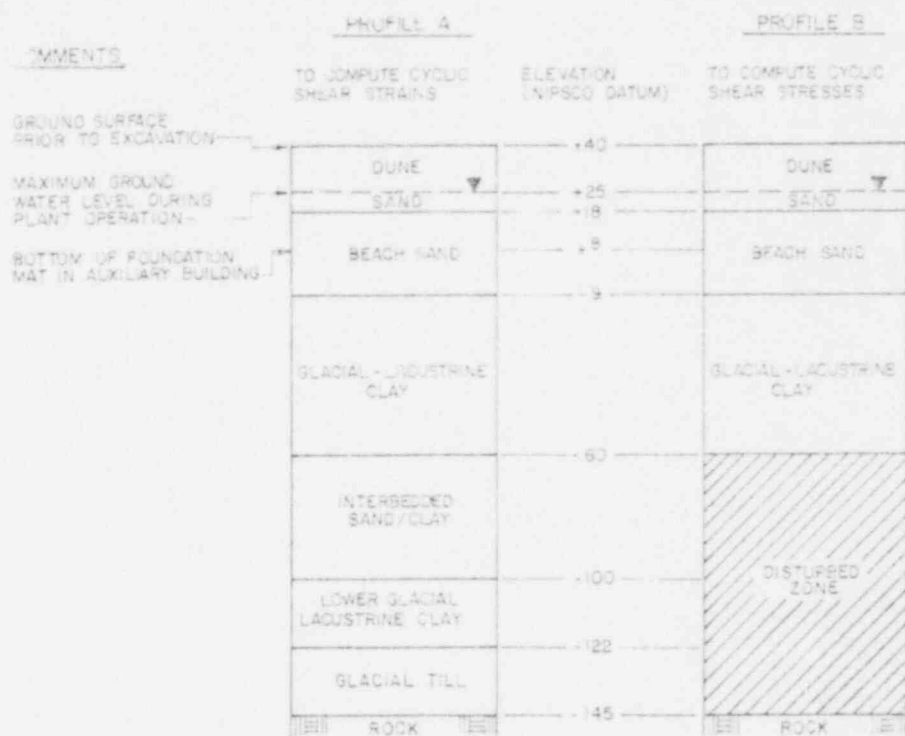 PROFILE A
PROFILE B
OMMENTS
TO COMPUTE CYCLIC
SHEAR STRAINS
ELEVATION
(NIPSCO DATUM)
TO COMPUTE CYCLIC
SHEAR STRESSES
GROUND SURFACE
PRIOR TO EXCAVATION
MAXIMUM GROUND
WATER LEVEL DURING
PLANT OPERATION
BOTTOM OF FOUNDATION
MAT IN AUXILIARY BUILDING
DUNE
SAND
BEACH SAND
GLACIAL-LACUSTRINE
CLAY
INTERBEDDED
SAND/CLAY
LOWER GLACIAL
LACUSTRINE CLAY
GLACIAL TILL
ROCK
+40
+25
+18
+8
-9
-60
-100
-122
-145
DUNE
SAND
BEACH SAND
GLACIAL-LACUSTRINE
CLAY
DISTURBED
ZONE
ROCK